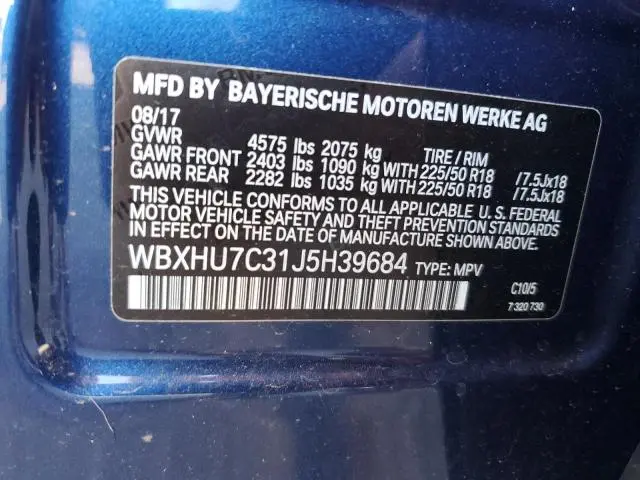 MFD BY BAYERISCHE MOTOREN WERKE AG
08/17
GVWR 4575 lbs 2075 kg TIRE / RIM
GAWR FRONT 2403 lbs 1090 kg WITH 225/50 R18 /7.5Jx18
GAWR REAR 2282 lbs 1035 kg WITH 225/50 R18 /7.5Jx18
THIS VEHICLE CONFORMS TO ALL APPLICABLE U.S. FEDERAL
MOTOR VEHICLE SAFETY AND THEFT PREVENTION STANDARDS
IN EFFECT ON THE DATE OF MANUFACTURE SHOWN ABOVE.
WBXHU7C31J5H39684 TYPE: MPV
C10/5
7 320 730